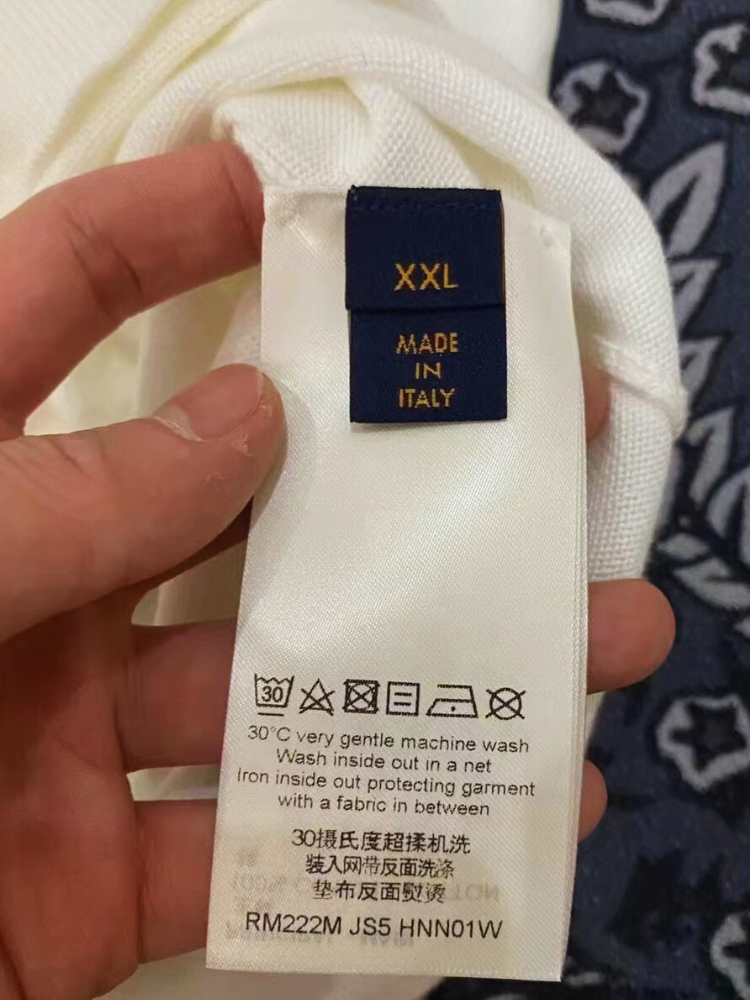 XXL
MADE
IN
ITALY
30
30°C very gentle machine wash
Wash inside out in a net
Iron inside out protecting garment
with a fabric in between
30摄氏度超揉机洗
装入网带反面洗涤
垫布反面熨烫
RM222M JS5 HNN01W